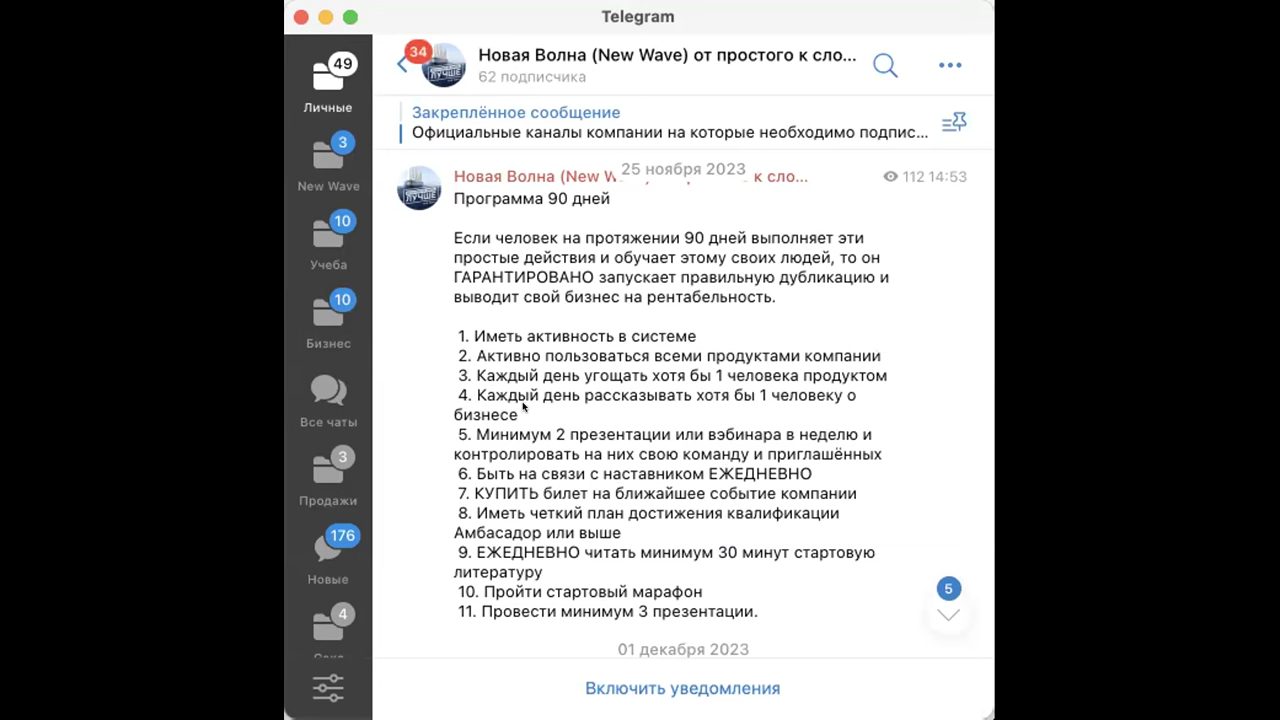 Telegram
49
Личные
3
New Wave
10
Учеба
10
Бизнес
Все чаты
3
Продажи
176
Новые
4
34
Новая Волна (New Wave) от простого к сло...
62 подписчика
Закреплённое сообщение
Официальные каналы компании на которые необходимо подпис...
25 ноября 2023
Новая Волна (New W к сло...
112 14:53
Программа 90 дней
Если человек на протяжении 90 дней выполняет эти
простые действия и обучает этому своих людей, то он
ГАРАНТИРОВАНО запускает правильную дубликацию и
выводит свой бизнес на рентабельность.
1. Иметь активность в системе
2. Активно пользоваться всеми продуктами компании
3. Каждый день угощать хотя бы 1 человека продуктом
4. Каждый день рассказывать хотя бы 1 человеку о
бизнесе
5. Минимум 2 презентации или вэбинара в неделю и
контролировать на них свою команду и приглашённых
6. Быть на связи с наставником ЕЖЕДНЕВНО
7. КУПИТЬ билет на ближайшее событие компании
8. Иметь четкий план достижения квалификации
Амбасадор или выше
9. ЕЖЕДНЕВНО читать минимум 30 минут стартовую
литературу
10. Пройти стартовый марафон
11. Провести минимум 3 презентации.
5
01 декабря 2023
Включить уведомления